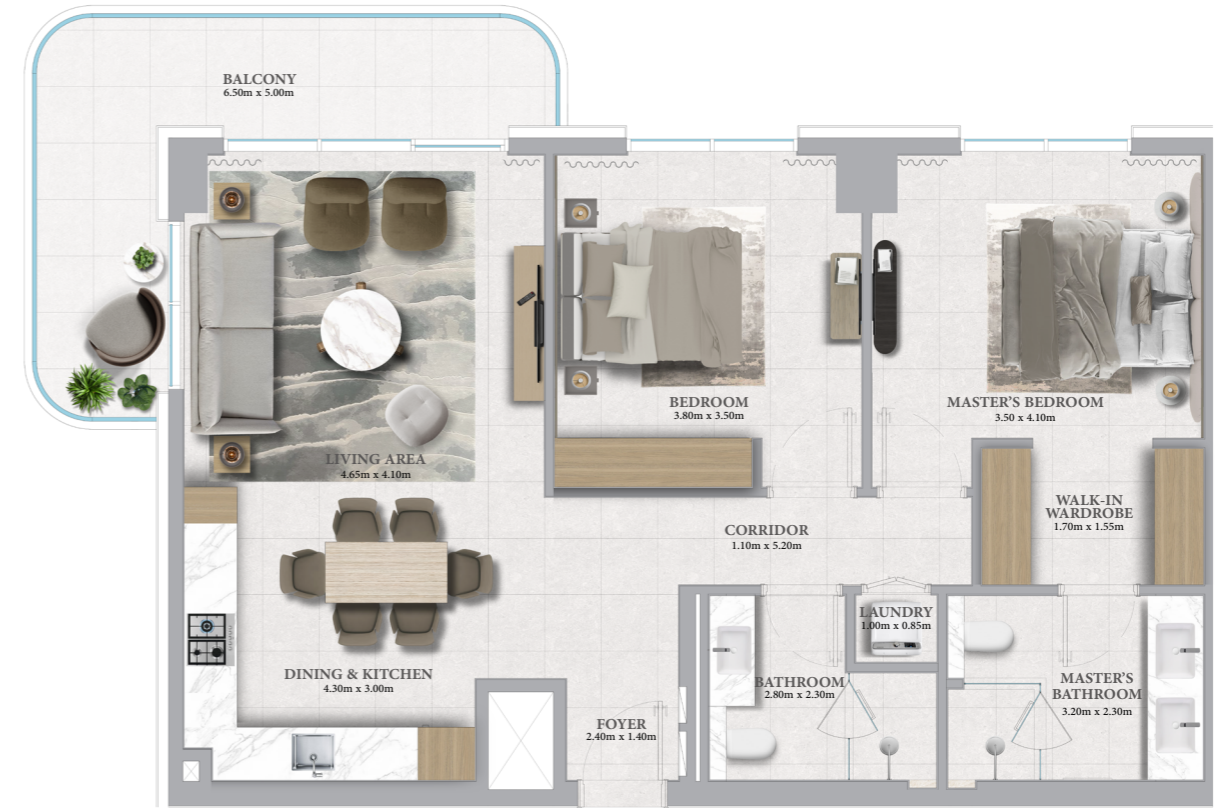 BALCONY
6.50m x 5.00m
BEDROOM
3.80m x 3.50m
MASTER'S BEDROOM
3.50 x 4.10m
LIVING AREA
4.65m x 4.10m
WALK-IN
WARDROBE
1.70m x 1.55m
CORRIDOR
1.10m x 5.20m
LAUNDRY
1.00m x 0.85m
DINING & KITCHEN
4.30m x 3.00m
BATHROOM
2.80m x 2.30m
MASTER'S
BATHROOM
3.20m x 2.30m
FOYER
2.40m x 1.40m